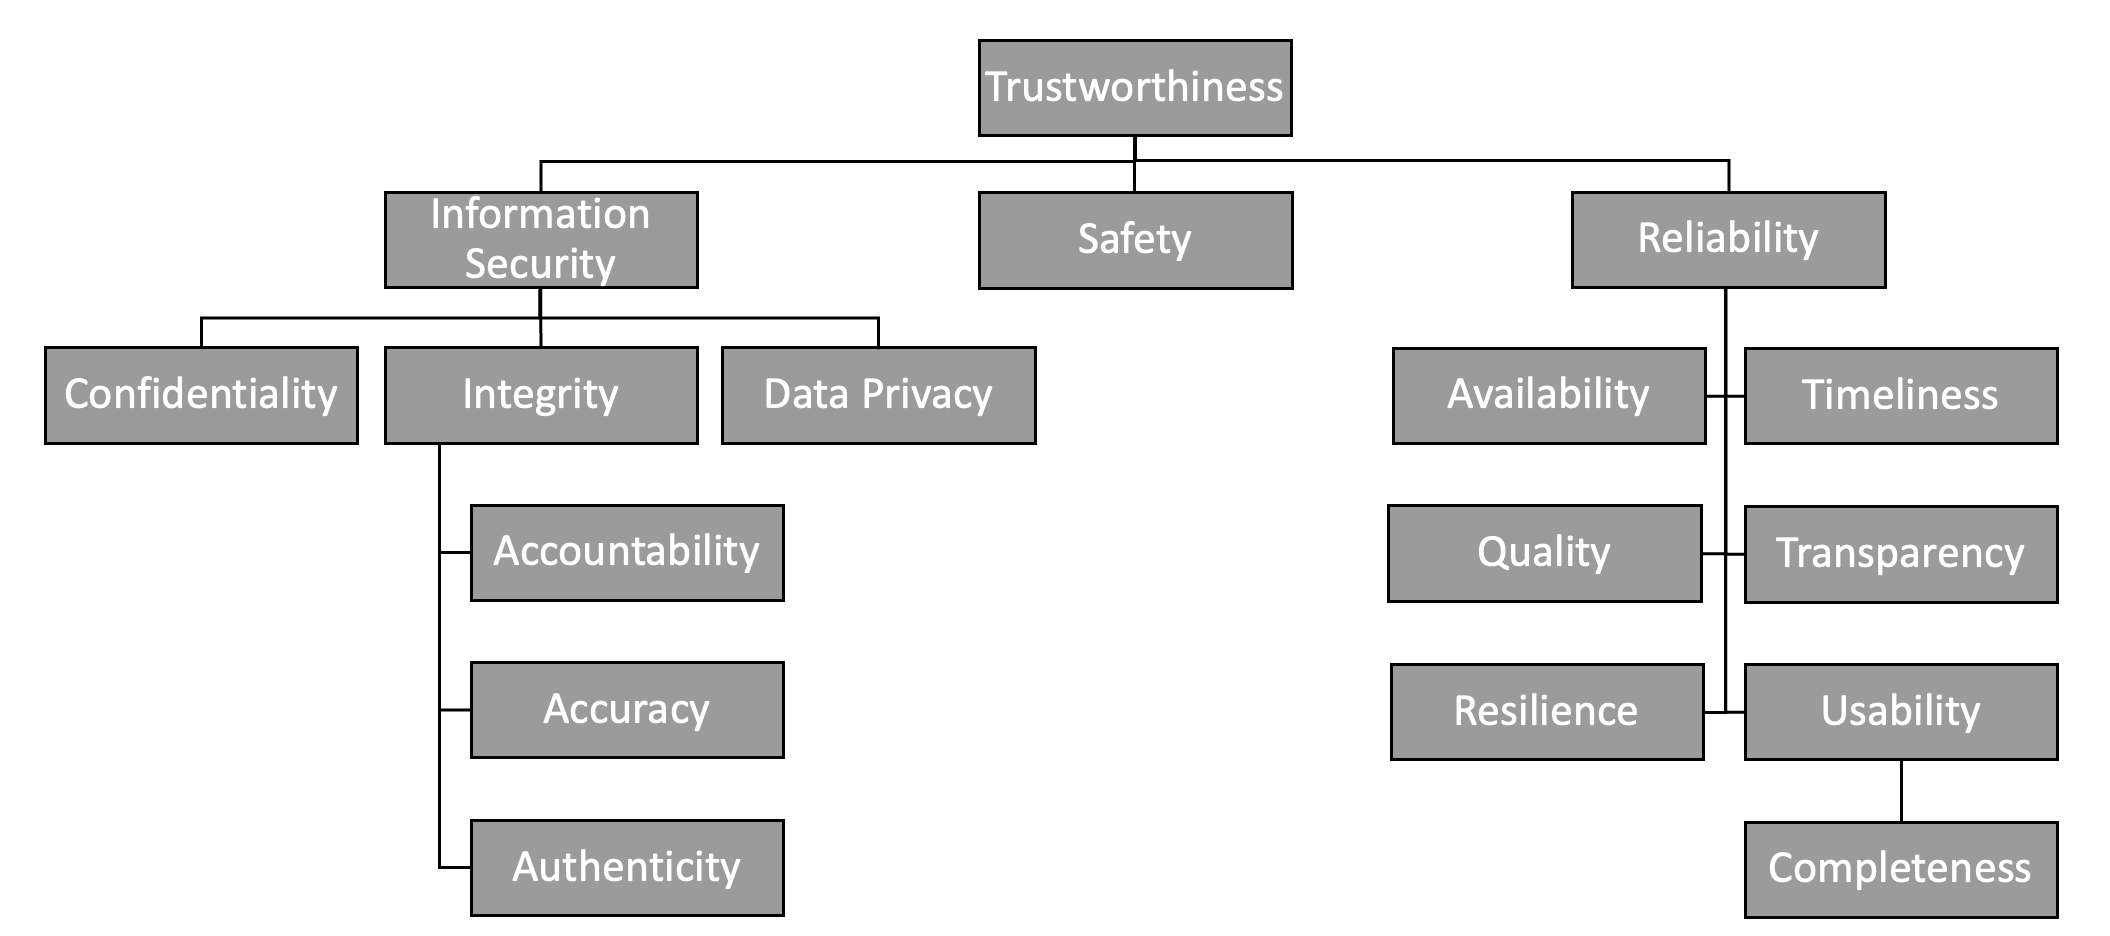 Trustworthiness
Information
Security
Safety
Reliability
Confidentiality
Integrity
Data Privacy
Availability
Timeliness
Accountability
Quality
Transparency
Accuracy
Resilience
Usability
Authenticity
Completeness